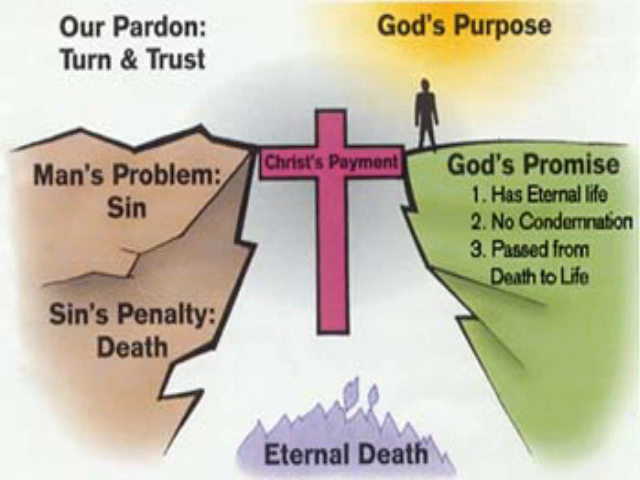 Our Pardon:
Turn & Trust
God's Purpose
Man's Problem:
Sin
Christ's Payment
God's Promise
1. Has Eternal life
2. No Condemnation
3. Passed from
Death to Life
Sin's Penalty:
Death
Eternal Death